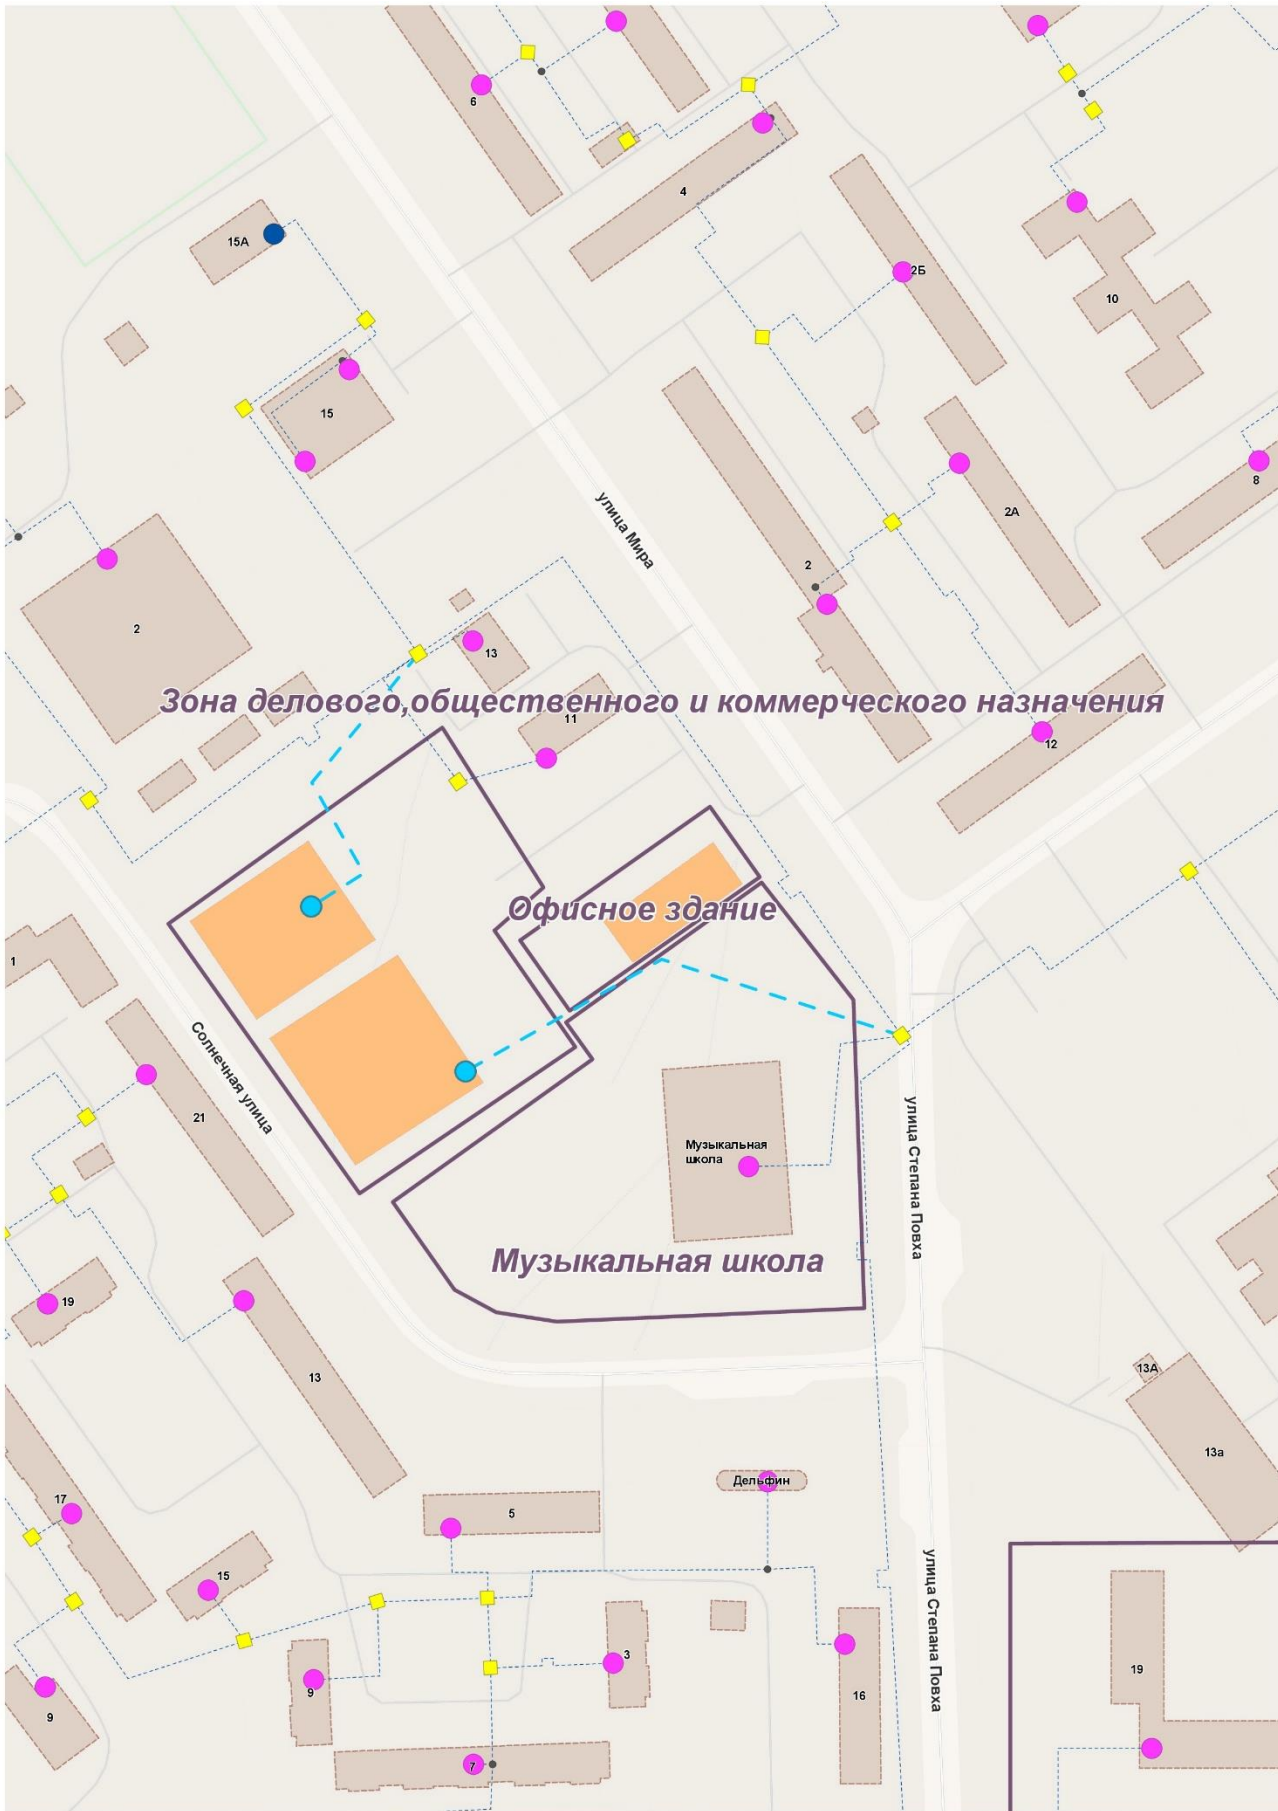 6
4
15А
2Б
10
15
8
улица Мира
2А
2
2
13
Зона делового,общественного и коммерческого назначения
11
12
Офисное здание
1
Солнечная улица
21
улица Степана Повха
Музыкальная
школа
Музыкальная школа
19
13
13А
13а
17
5
Дельфин
15
улица Степана Повха
3
9
16
19
9
7